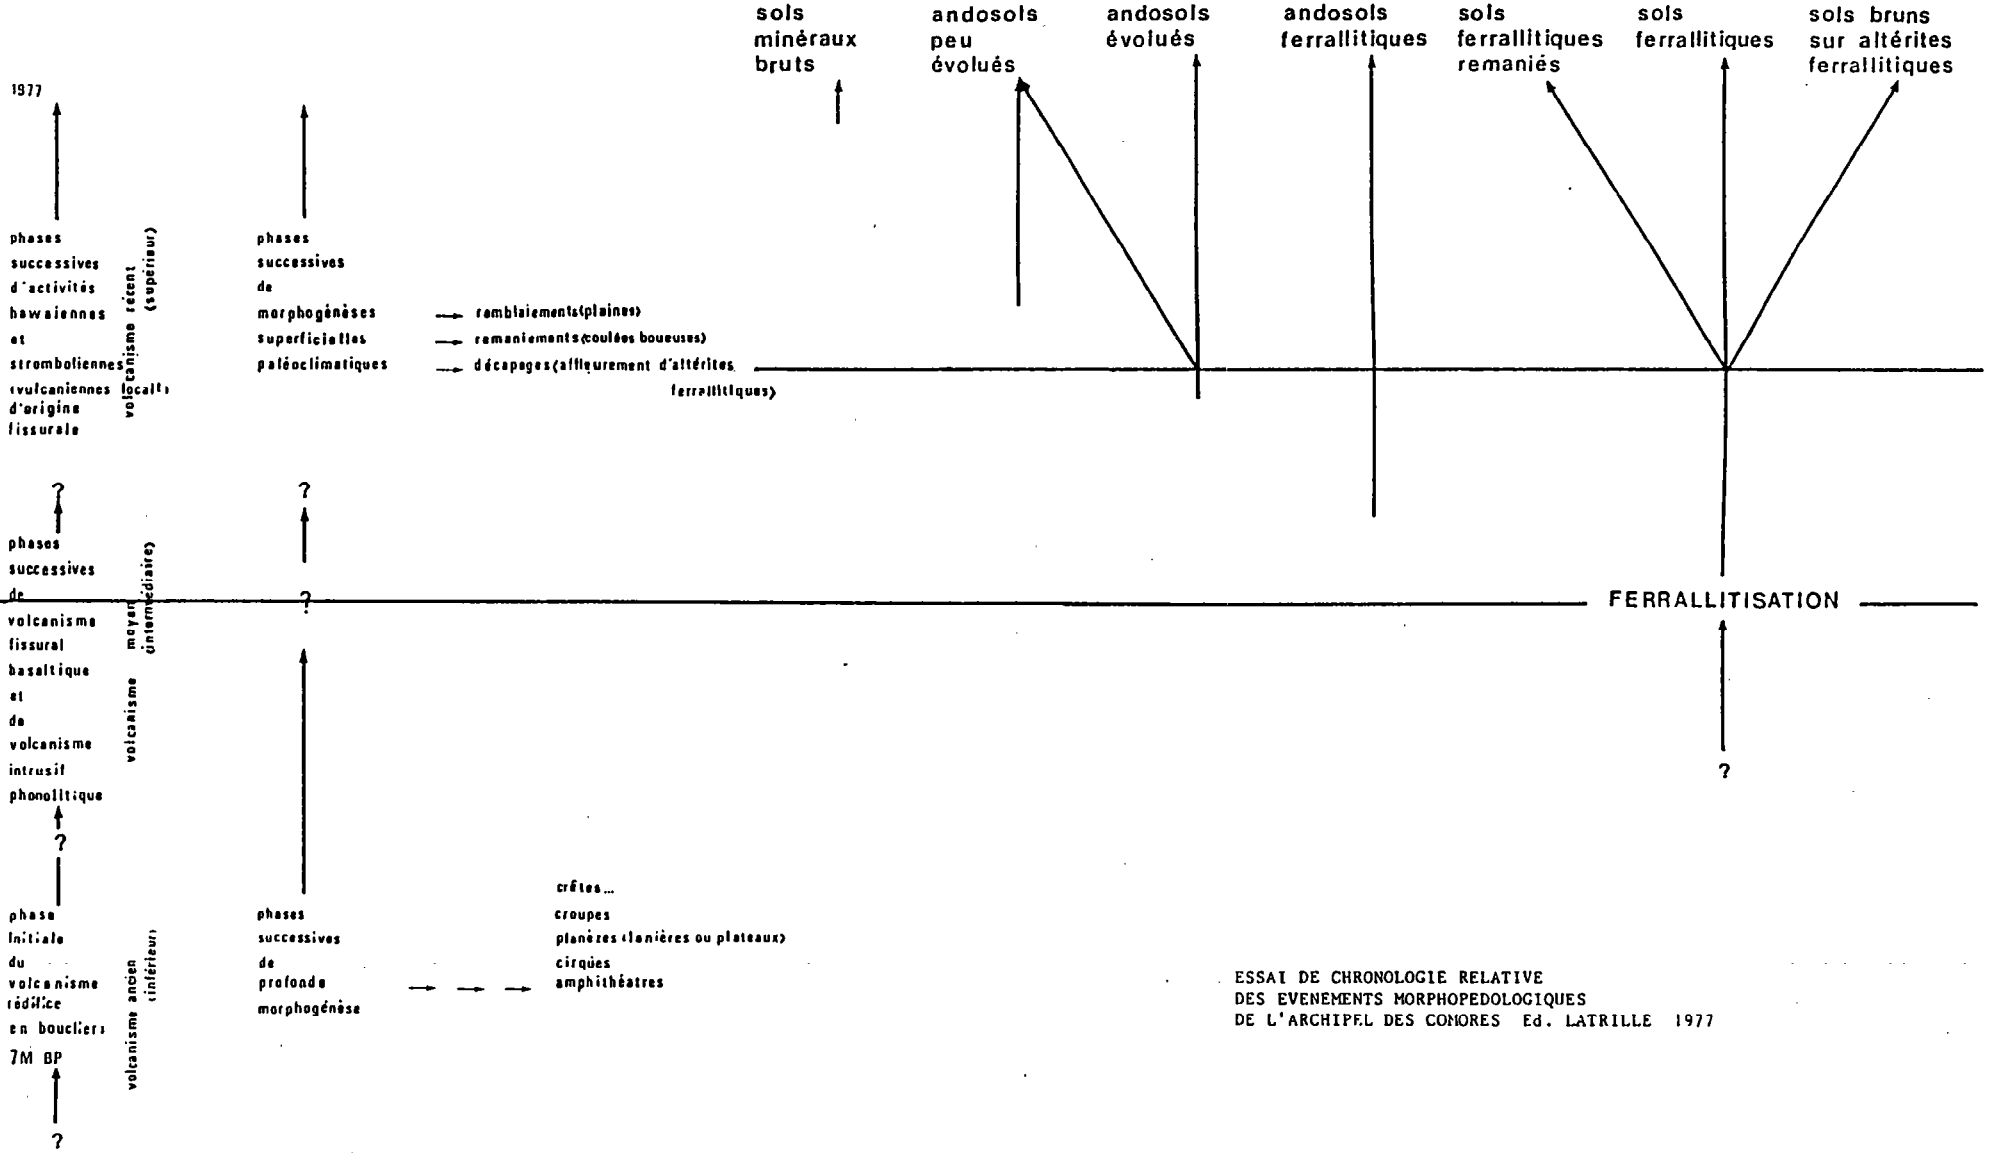 sols
minéraux
bruts
andosols
peu
évolués
andosols
évolués
andosols
ferrallitiques
sols
ferrallitiques
remaniés
sols
ferrallitiques
sols bruns
sur altérites
ferrallitiques
1977
phases
successives
d'activités
hawaiennes
et
stromboliennes
(vulcaniennes local!)
d'origine
fissurale
volcanisme récent
(supérieur)
phases
successives
de
morphogénèses
superficielles
paléoclimatiques
remblaiements(plaines)
remaniements(coulées boueuses)
décapages(affleurement d'altérites
ferrallitiques)
?
?
phases
successives
de
volcanisme
fissural
basaltique
et
de
volcanisme
intrusif
phonolitique
volcanisme moyen
(intermédiaire)
?
FERRALLITISATION
?
?
phase
initiale
du
volcanisme
(édifice
en bouclier)
7M BP
?
volcanisme ancien
(inférieur)
phases
successives
de
profonde
morphogénèse
crêtes...
croupes
planèzes (lanières ou plateaux)
cirques
amphithéatres
ESSAI DE CHRONOLOGIE RELATIVE
DES EVENEMENTS MORPHOPEDOLOGIQUES
DE L'ARCHIPEL DES COMORES Ed. LATRILLE 1977